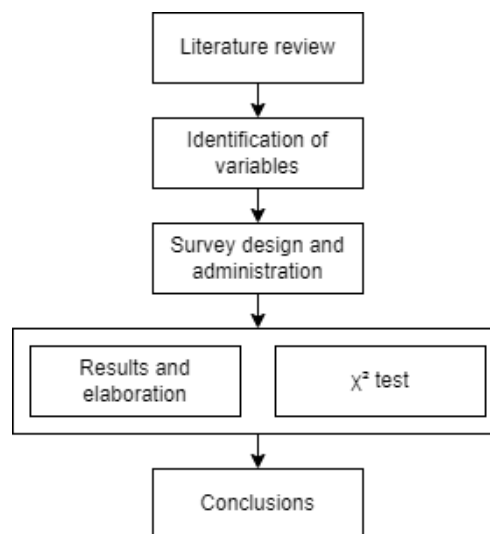 Literature review
Identification of
variables
Survey design and
administration
Results and
elaboration
χ² test
Conclusions